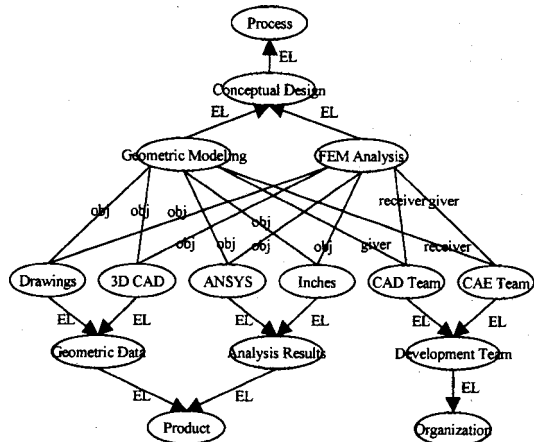 Process
EL
Conceptual Design
EL EL
Geometric Modeling FEM Analysis
receiver giver
obj obj obj obj
obj obj obj obj giver receiver
Drawings 3D CAD ANSYS Inches CAD Team CAE Team
EL EL EL EL EL EL
Geometric Data Analysis Results Development Team
EL EL EL
Product Organization